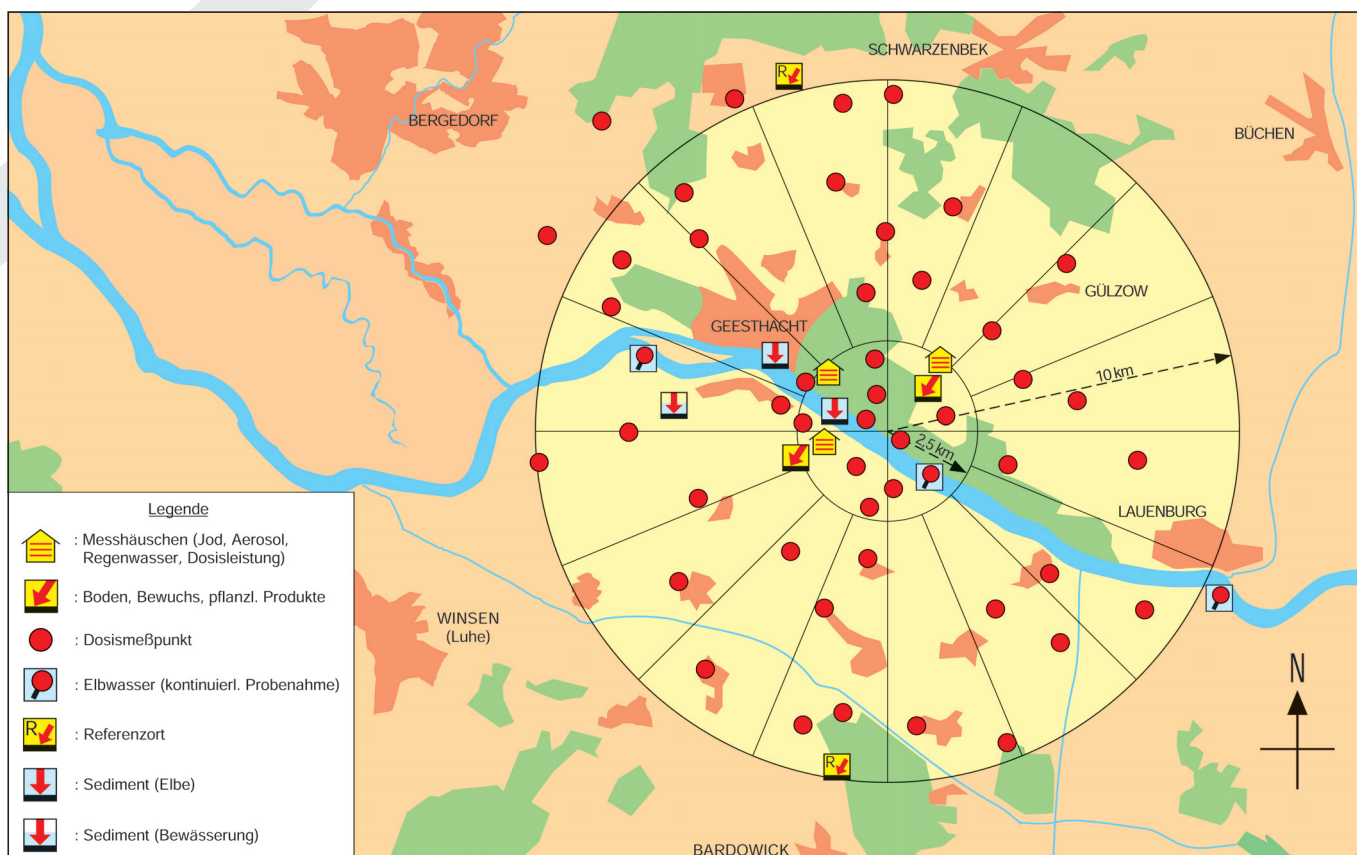 SCHWARZENBEK
R
BERGEDORF
BÜCHEN
GÜLZOW
GEESTHACHT
10 km
2,5 km
LAUENBURG
Legende
: Messhäuschen (Jod, Aerosol,
Regenwasser, Dosisleistung)
: Boden, Bewuchs, pflanzl. Produkte
: Dosismeßpunkt
: Elbwasser (kontinuierl. Probenahme)
R
: Referenzort
: Sediment (Elbe)
: Sediment (Bewässerung)
WINSEN
(Luhe)
N
R
BARDOWICK